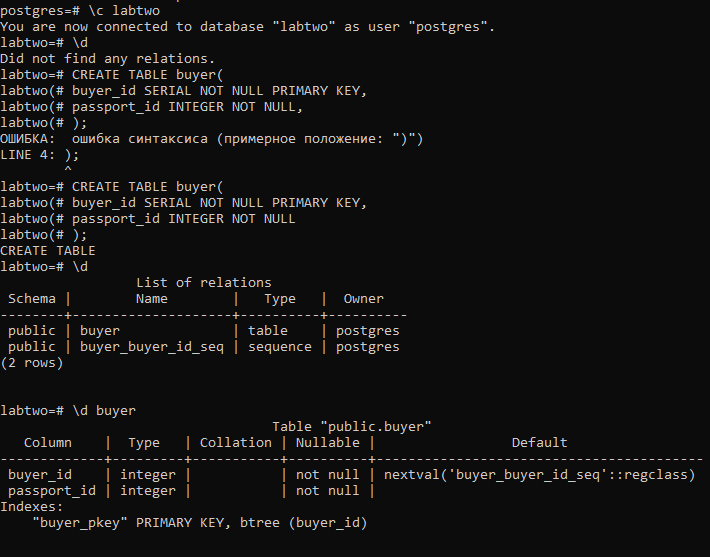 postgres=# \c labtwo
You are now connected to database "labtwo" as user "postgres".
labtwo=# \d
Did not find any relations.
labtwo=# CREATE TABLE buyer(
labtwo(# buyer_id SERIAL NOT NULL PRIMARY KEY,
labtwo(# passport_id INTEGER NOT NULL,
labtwo(# );
ОШИБКА:  ошибка синтаксиса (примерное положение: ")")
LINE 4: );
        ^
labtwo=# CREATE TABLE buyer(
labtwo(# buyer_id SERIAL NOT NULL PRIMARY KEY,
labtwo(# passport_id INTEGER NOT NULL
labtwo(# );
CREATE TABLE
labtwo=# \d
                 List of relations
 Schema |        Name        |   Type   |  Owner
--------+--------------------+----------+----------
 public | buyer              | table    | postgres
 public | buyer_buyer_id_seq | sequence | postgres
(2 rows)
labtwo=# \d buyer
                                  Table "public.buyer"
   Column    |  Type   | Collation | Nullable |                 Default
-------------+---------+-----------+----------+-----------------------------------------
 buyer_id    | integer |           | not null | nextval('buyer_buyer_id_seq'::regclass)
 passport_id | integer |           | not null |
Indexes:
    "buyer_pkey" PRIMARY KEY, btree (buyer_id)